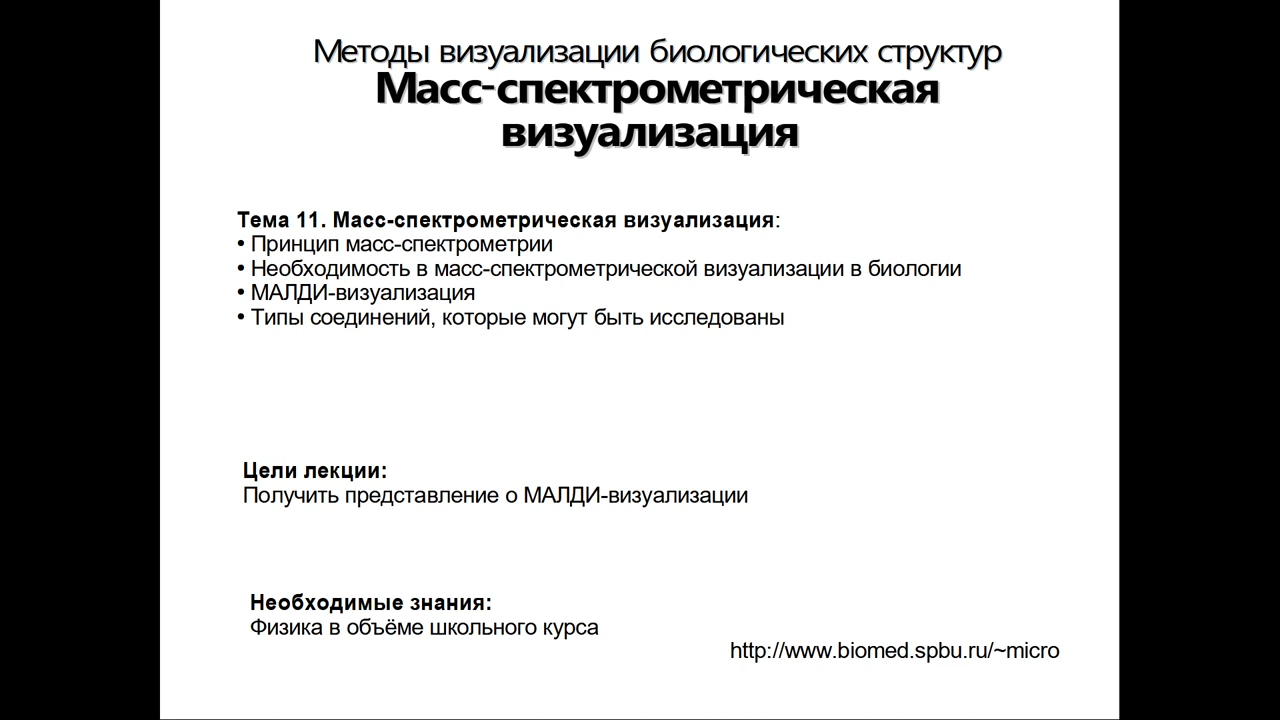 Методы визуализации биологических структур
Масс-спектрометрическая
визуализация
Тема 11. Масс-спектрометрическая визуализация:
• Принцип масс-спектрометрии
• Необходимость в масс-спектрометрической визуализации в биологии
• МАЛДИ-визуализация
• Типы соединений, которые могут быть исследованы
Цели лекции:
Получить представление о МАЛДИ-визуализации
Необходимые знания:
Физика в объёме школьного курса
http://www.biomed.spbu.ru/~micro